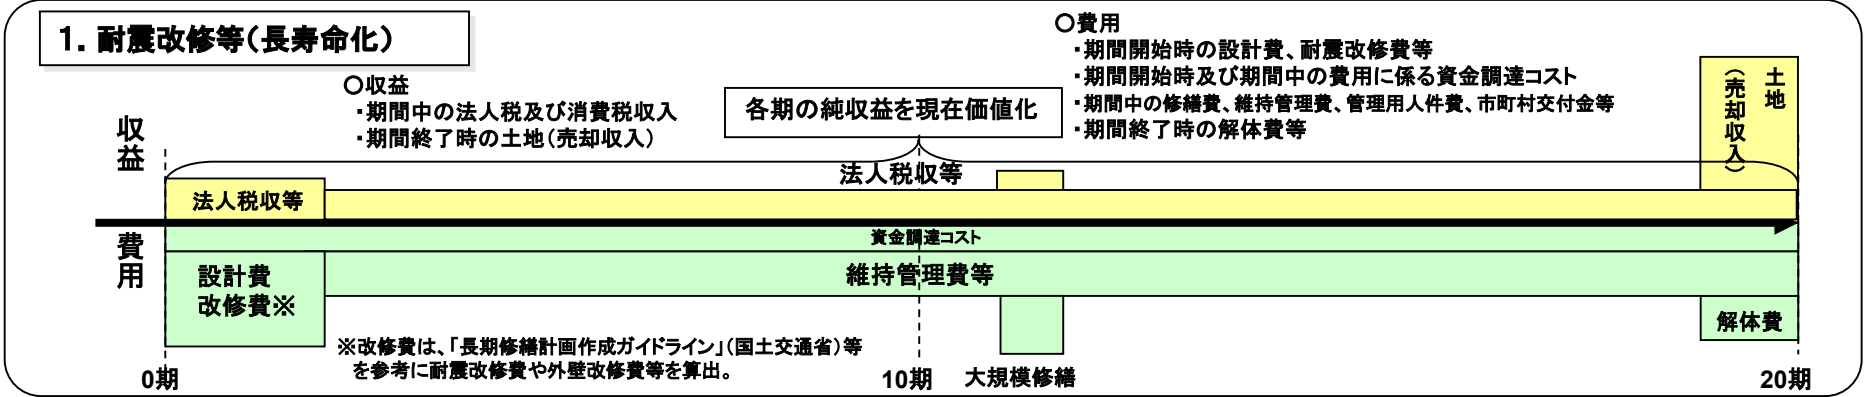 1．耐震改修等（長寿命化）
○収益
・期間中の法人税及び消費税収入
・期間終了時の土地（売却収入）
各期の純収益を現在価値化
○費用
・期間開始時の設計費、耐震改修費等
・期間開始時及び期間中の費用に係る資金調達コスト
・期間中の修繕費、維持管理費、管理用人件費、市町村交付金等
・期間終了時の解体費等
土地
（売却収入）
収益
法人税収等
法人税収等
費用
資金調達コスト
設計費
改修費※
維持管理費等
解体費
※改修費は、「長期修繕計画作成ガイドライン」（国土交通省）等
を参考に耐震改修費や外壁改修費等を算出。
0期
10期
大規模修繕
20期